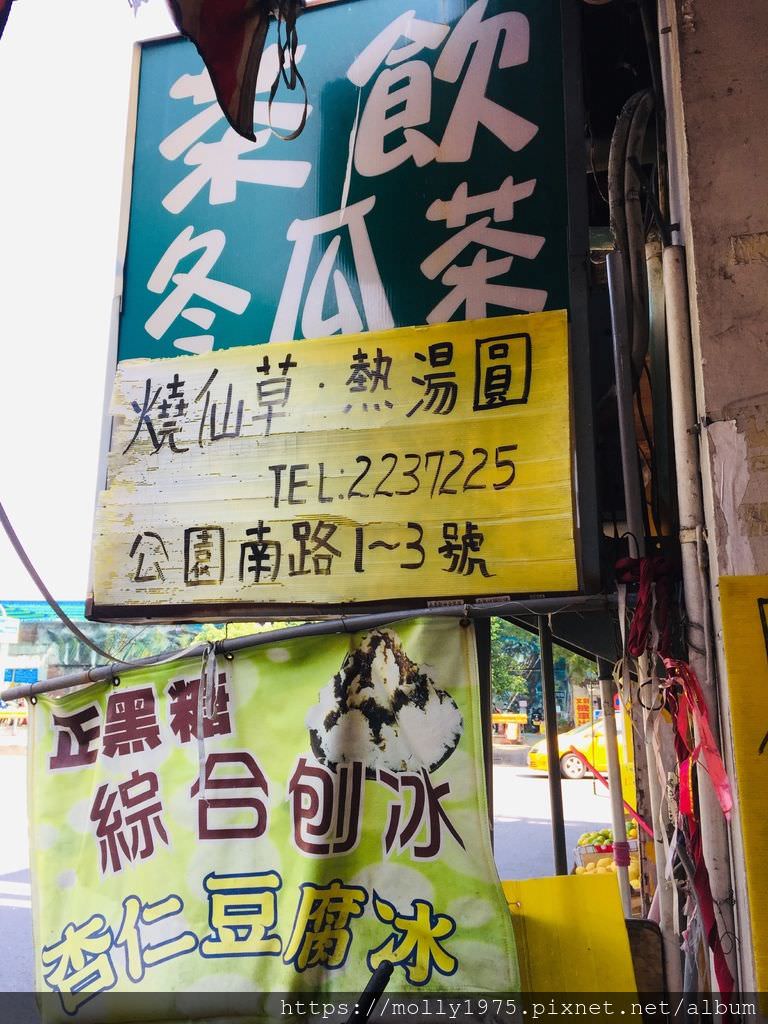 茶飲
冬瓜茶
燒仙草·熱湯圓
TEL:2237225
公園南路1~3號
正黑糖
綜合刨冰
杏仁豆腐冰
https://molly1975.pixnet.net/album